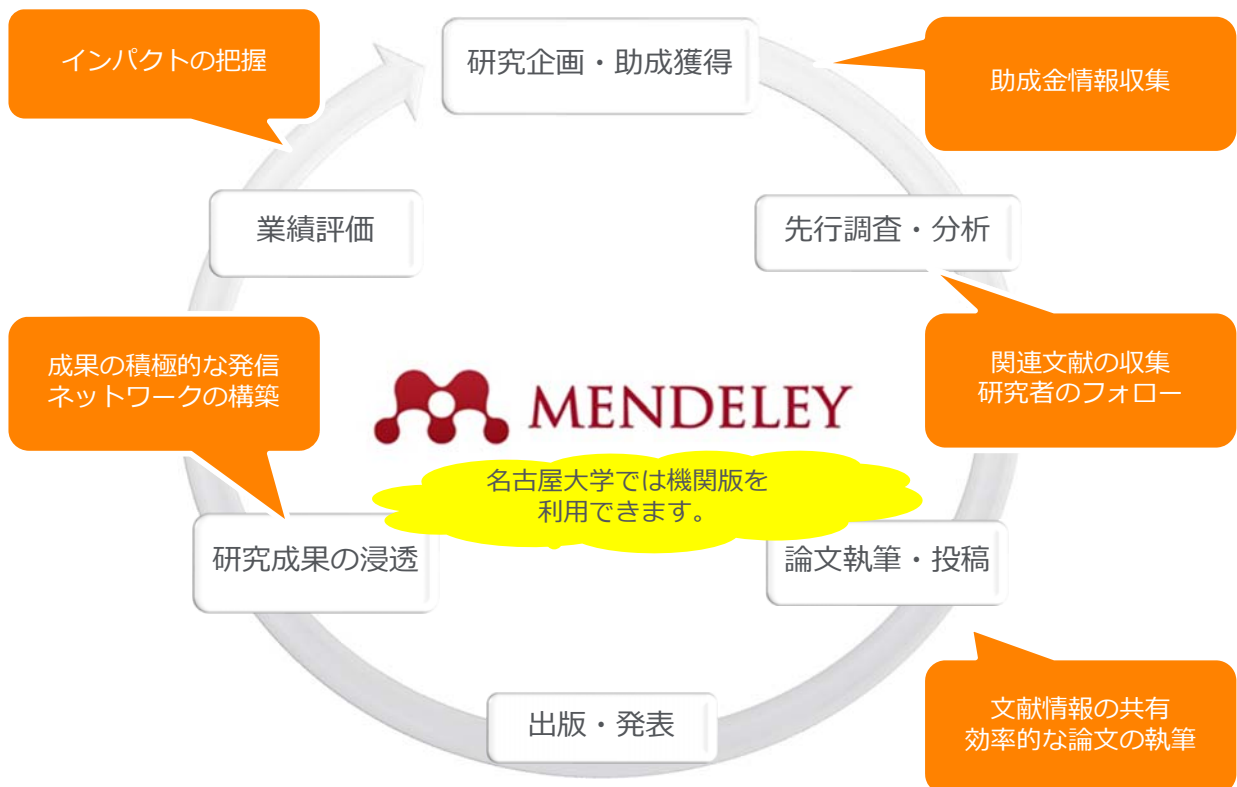 インパクトの把握
研究企画・助成獲得
助成金情報収集
業績評価
先行調査・分析
成果の積極的な発信
ネットワークの構築
関連文献の収集
研究者のフォロー
MENDELEY
名古屋大学では機関版を
利用できます。
研究成果の浸透
論文執筆・投稿
出版・発表
文献情報の共有
効率的な論文の執筆